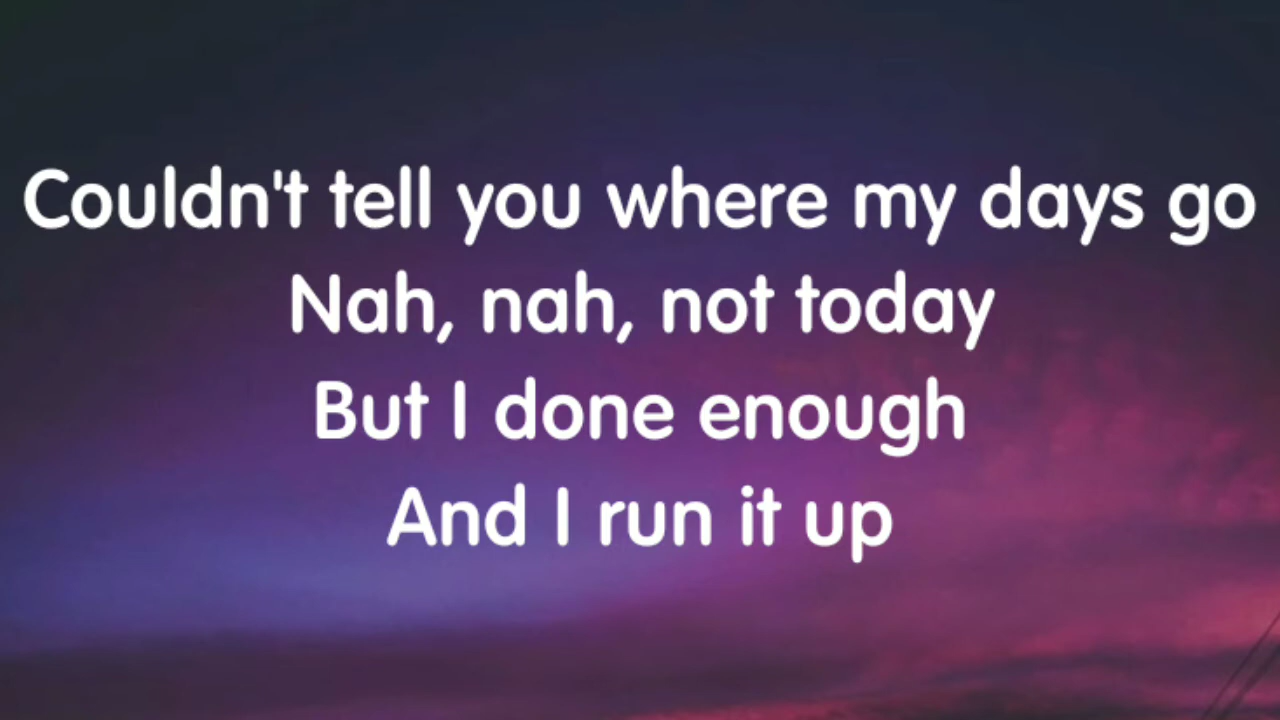 Couldn't tell you where my days go
Nah, nah, not today
But I done enough
And I run it up